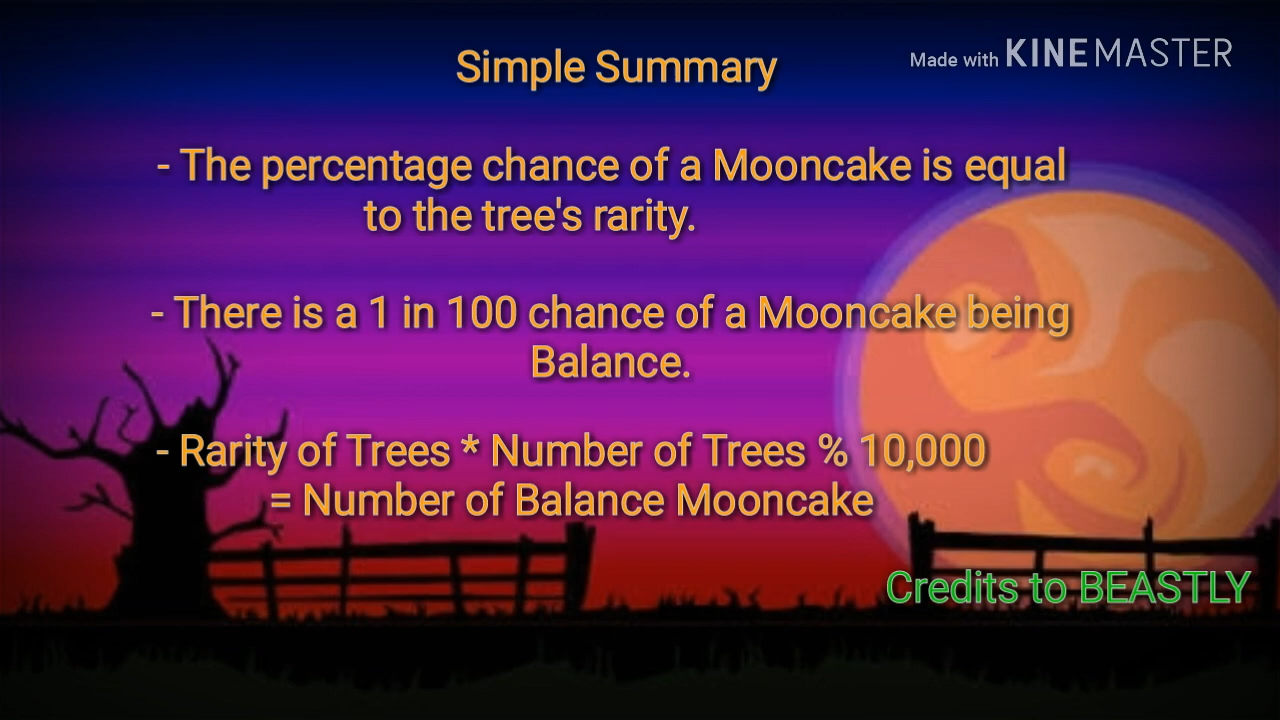 Simple Summary
Made with KINEMASTER
- The percentage chance of a Mooncake is equal
to the tree's rarity.
- There is a 1 in 100 chance of a Mooncake being
Balance.
- Rarity of Trees * Number of Trees % 10,000
= Number of Balance Mooncake
Credits to BEASTLY